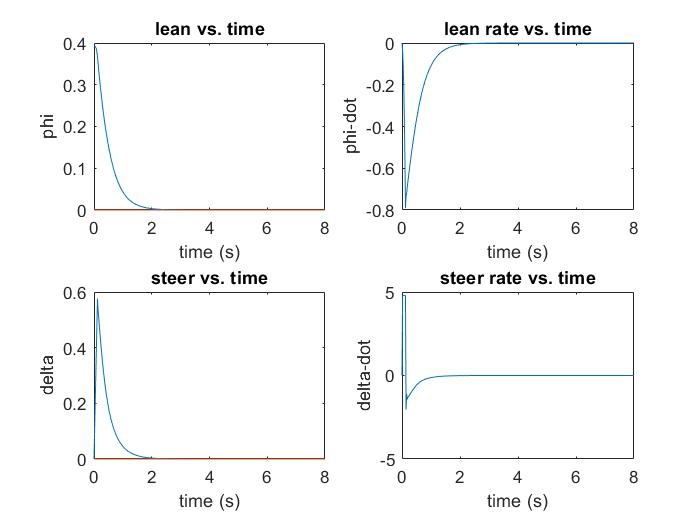 lean vs. time
0.4
0.3
0.2
0.1
0
phi
0 2 4 6 8
time (s)
lean rate vs. time
0
-0.2
-0.4
-0.6
-0.8
phi-dot
0 2 4 6 8
time (s)
steer vs. time
0.6
0.4
0.2
0
delta
0 2 4 6 8
time (s)
steer rate vs. time
5
0
-5
delta-dot
0 2 4 6 8
time (s)